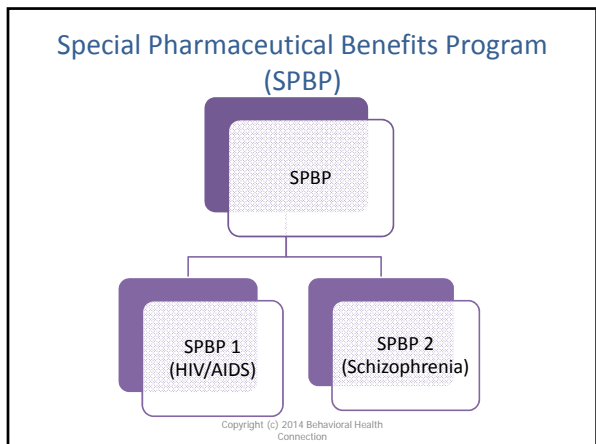 Special Pharmaceutical Benefits Program
(SPBP)
SPBP
SPBP 1
(HIV/AIDS)
SPBP 2
(Schizophrenia)
Copyright (c) 2014 Behavioral Health
Connection